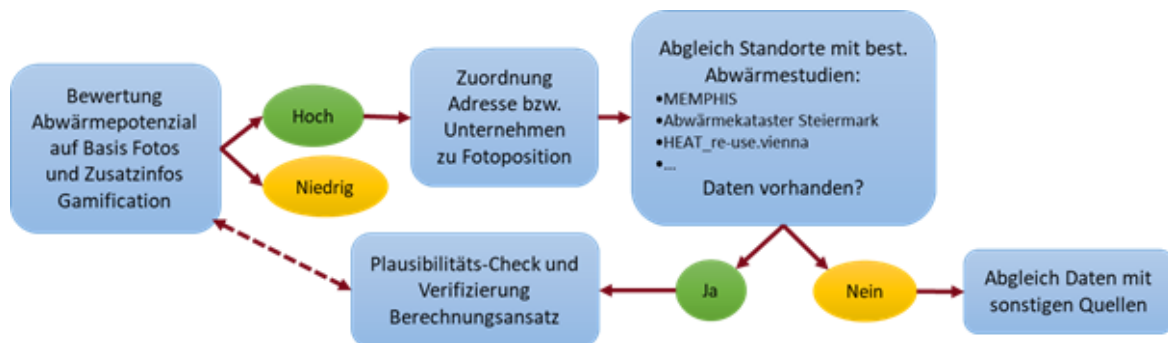 Bewertung
Abwärmepotenzial
auf Basis Fotos
und Zusatzinfos
Gamification
Hoch
Niedrig
Zuordnung
Adresse bzw.
Unternehmen
zu Fotoposition
Abgleich Standorte mit best.
Abwärmestudien:
•MEMPHIS
•Abwärmekataster Steiermark
•HEAT_re-use.vienna
•...
Daten vorhanden?
Plausibilitäts-Check und
Verifizierung
Berechnungsansatz
Ja
Nein
Abgleich Daten mit
sonstigen Quellen